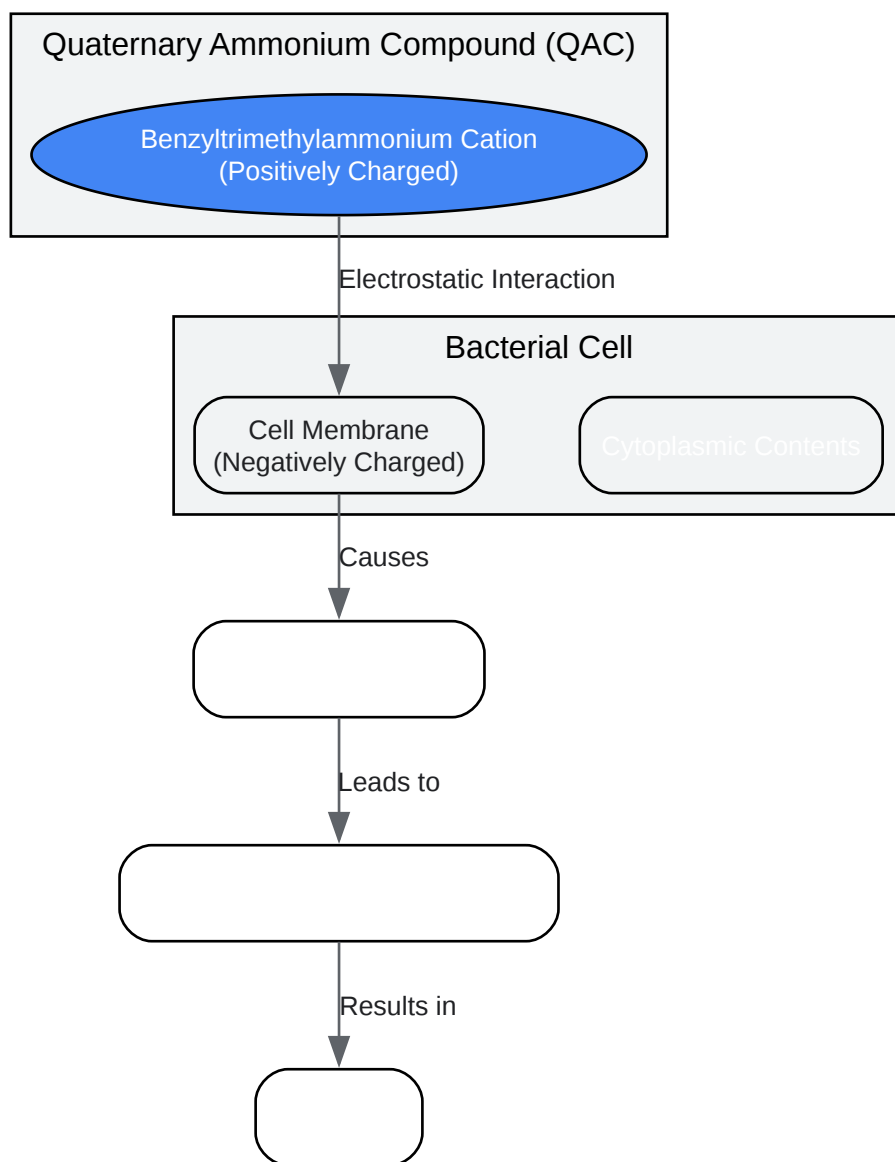 Quaternary Ammonium Compound (QAC)
Benzyltrimethylammonium Cation
(Positively Charged)
Electrostatic Interaction
Bacterial Cell
Cell Membrane
(Negatively Charged)
Cytoplasmic Contents
Causes
Leads to
Results in